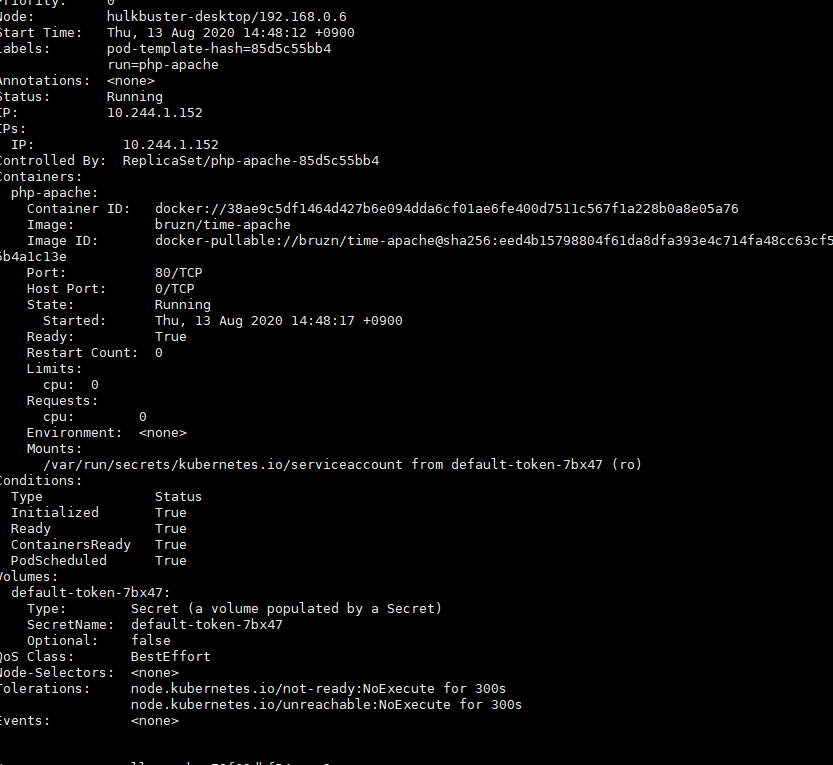 Priority:     0
Node:         hulkbuster-desktop/192.168.0.6
Start Time:   Thu, 13 Aug 2020 14:48:12 +0900
Labels:       pod-template-hash=85d5c55bb4
              run=php-apache
Annotations:  <none>
Status:       Running
IP:           10.244.1.152
IPs:
  IP:           10.244.1.152
Controlled By:  ReplicaSet/php-apache-85d5c55bb4
Containers:
  php-apache:
    Container ID:   docker://38ae9c5df1464d427b6e094dda6cf01ae6fe400d7511c567f1a228b0a8e05a76
    Image:          bruzn/time-apache
    Image ID:       docker-pullable://bruzn/time-apache@sha256:eed4b15798804f61da8dfa393e4c714fa48cc63cf5
5b4a1c13e
    Port:           80/TCP
    Host Port:      0/TCP
    State:          Running
      Started:      Thu, 13 Aug 2020 14:48:17 +0900
    Ready:          True
    Restart Count:  0
    Limits:
      cpu:  0
    Requests:
      cpu:        0
    Environment:  <none>
    Mounts:
      /var/run/secrets/kubernetes.io/serviceaccount from default-token-7bx47 (ro)
Conditions:
  Type              Status
  Initialized       True
  Ready             True
  ContainersReady   True
  PodScheduled      True
Volumes:
  default-token-7bx47:
    Type:        Secret (a volume populated by a Secret)
    SecretName:  default-token-7bx47
    Optional:    false
QoS Class:       BestEffort
Node-Selectors:  <none>
Tolerations:     node.kubernetes.io/not-ready:NoExecute for 300s
                 node.kubernetes.io/unreachable:NoExecute for 300s
Events:          <none>